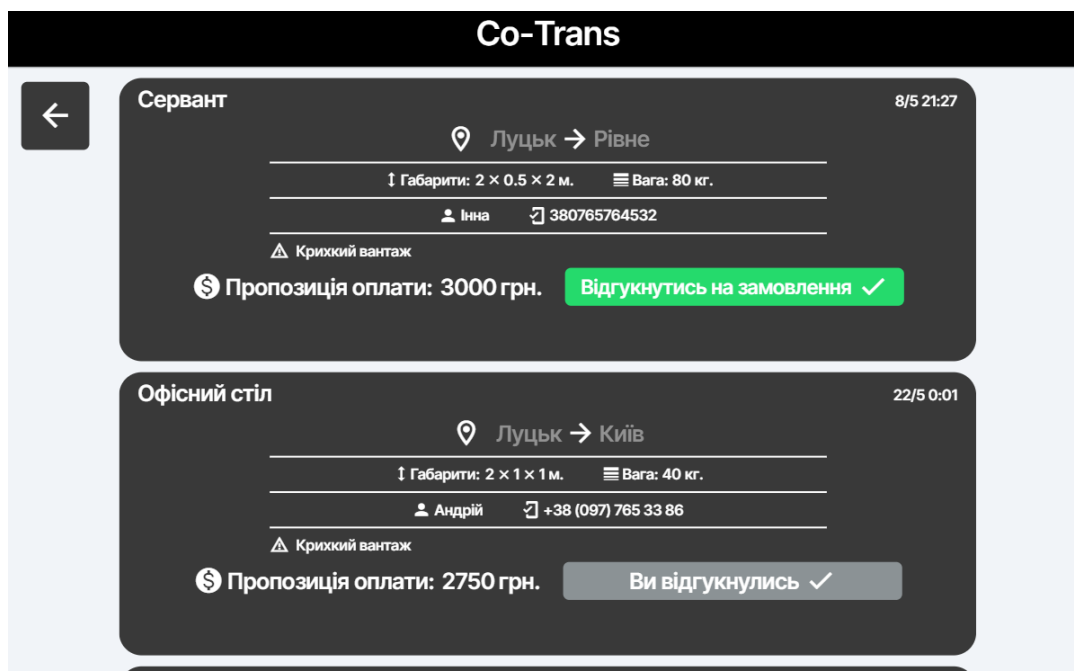 Co-Trans
Сервант 8/5 21:27
Луцьк → Рівне
Габарити: 2 × 0.5 × 2 м. Вага: 80 кг.
Інна 380765764532
Крихкий вантаж
Пропозиція оплати: 3000 грн. Відгукнутись на замовлення
Офісний стіл 22/5 0:01
Луцьк → Київ
Габарити: 2 × 1 × 1 м. Вага: 40 кг.
Андрій +38 (097) 765 33 86
Крихкий вантаж
Пропозиція оплати: 2750 грн. Ви відгукнулись